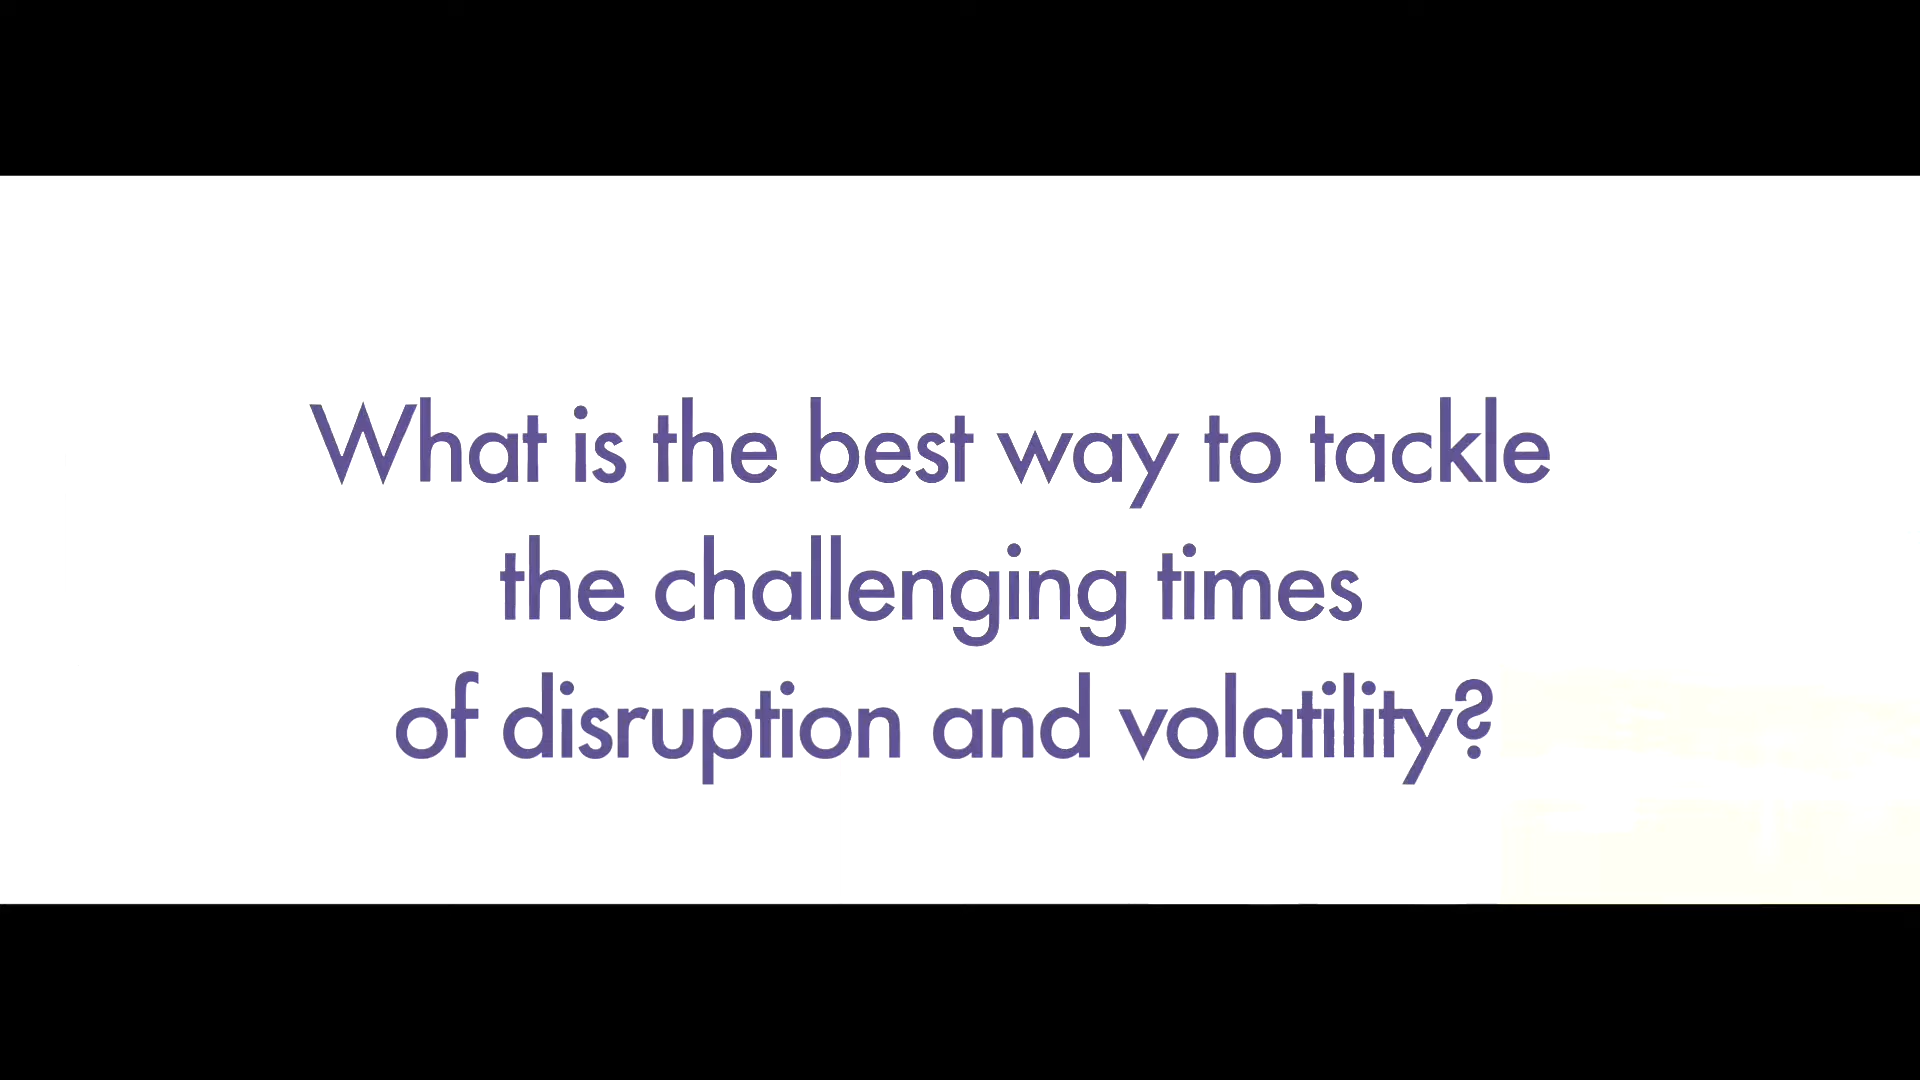 What is the best way to tackle
the challenging times
of disruption and volatility?